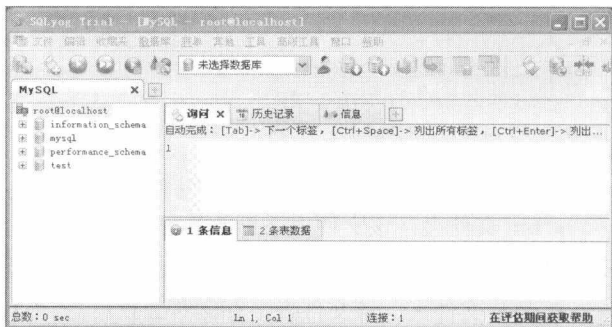 SQLyog Trial - [MySQL - root@localhost]
文件 编辑 收藏夹 数据库 其他 工具 高级工具 窗口 帮助
未选择数据库
MySQL
root@localhost
information_schema
mysql
performance_schema
test
询问 历史记录 信息
自动完成：[Tab]-> 下一个标签，[Ctrl+Space]-> 列出所有标签，[Ctrl+Enter]-> 列出...
1
1 条信息 2 条表数据
总数：0 sec Ln 1, Col 1 连接：1 在评估期间获取帮助